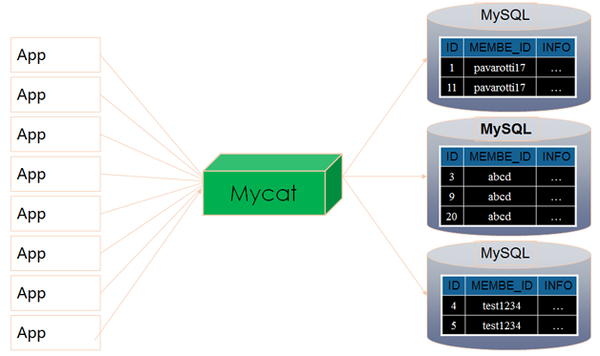 App
App
App
App
App
App
App
App
Mycat
MySQL
ID MEMBE_ID INFO
1 pavarotti17 ...
11 pavarotti17 ...
MySQL
ID MEMBE_ID INFO
3 abcd ...
9 abcd ...
20 abcd ...
MySQL
ID MEMBE_ID INFO
4 test1234 ...
5 test1234 ...